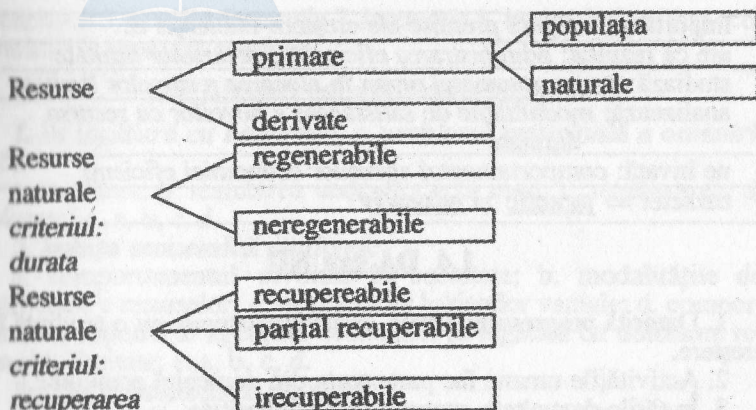 populația
primare
naturale
Resurse
derivate
Resurse
regenerabile
naturale
criteriul:
neregenerabile
durata
Resurse
recupereabile
naturale
parțial recuperabile
criteriul:
recuperarea
irecuperabile